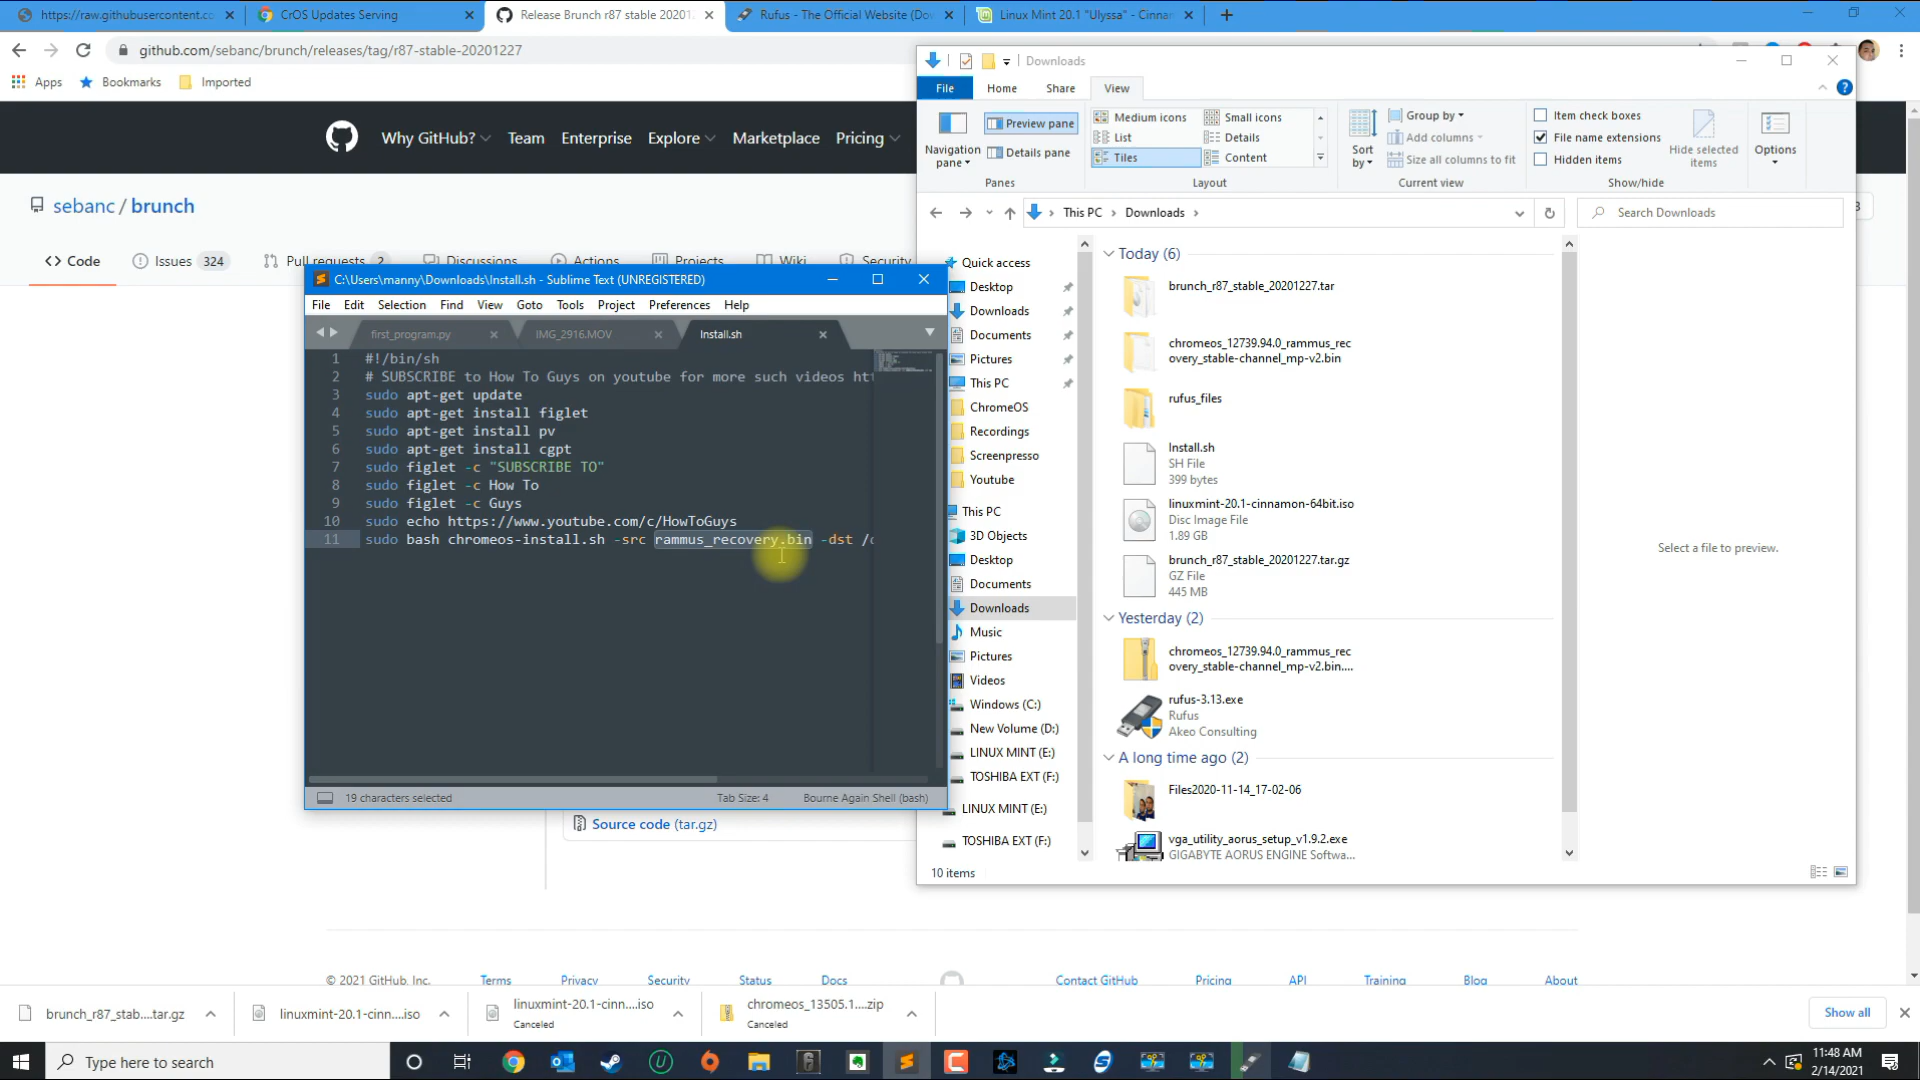 https://raw.githubusercontent.co
CrOS Updates Serving
Release Brunch r87 stable 20201
Rufus - The Official Website (Do
Linux Mint 20.1 "Ulyssa" - Cinna
github.com/sebanc/brunch/releases/tag/r87-stable-20201227
Apps
Bookmarks
Imported
Why GitHub?
Team
Enterprise
Explore
Marketplace
Pricing
sebanc / brunch
Code
Issues 324
Pull requests 2
Discussions
Actions
Projects
Wiki
Security
3
C:\Users\manny\Downloads\Install.sh - Sublime Text (UNREGISTERED)
File
Edit
Selection
Find
View
Goto
Tools
Project
Preferences
Help
first_program.py
IMG_2916.MOV
Install.sh
1 #!/bin/sh
2 # SUBSCRIBE to How To Guys on youtube for more such videos htt
3 sudo apt-get update
4 sudo apt-get install figlet
5 sudo apt-get install pv
6 sudo apt-get install cgpt
7 sudo figlet -c "SUBSCRIBE TO"
8 sudo figlet -c How To
9 sudo figlet -c Guys
10 sudo echo https://www.youtube.com/c/HowToGuys
11 sudo bash chromeos-install.sh -src rammus_recovery.bin -dst /
19 characters selected
Tab Size: 4
Bourne Again Shell (bash)
Source code (tar.gz)
Downloads
File
Home
Share
View
Navigation pane
Preview pane
Details pane
Panes
Medium icons
Small icons
List
Details
Tiles
Content
Layout
Sort by
Group by
Add columns
Size all columns to fit
Current view
Item check boxes
File name extensions
Hidden items
Hide selected items
Show/hide
Options
This PC
Downloads
Search Downloads
Quick access
Desktop
Downloads
Documents
Pictures
This PC
ChromeOS
Recordings
Screenpresso
Youtube
This PC
3D Objects
Desktop
Documents
Downloads
Music
Pictures
Videos
Windows (C:)
New Volume (D:)
LINUX MINT (E:)
TOSHIBA EXT (F:)
LINUX MINT (E:)
TOSHIBA EXT (F:)
Today (6)
brunch_r87_stable_20201227.tar
chromeos_12739.94.0_rammus_rec
overy_stable-channel_mp-v2.bin
rufus_files
Install.sh
SH File
399 bytes
linuxmint-20.1-cinnamon-64bit.iso
Disc Image File
1.89 GB
brunch_r87_stable_20201227.tar.gz
GZ File
445 MB
Yesterday (2)
chromeos_12739.94.0_rammus_rec
overy_stable-channel_mp-v2.bin....
rufus-3.13.exe
Rufus
Akeo Consulting
A long time ago (2)
Files2020-11-14_17-02-06
vga_utility_aorus_setup_v1.9.2.exe
GIGABYTE AORUS ENGINE Softwa...
Select a file to preview.
10 items
© 2021 GitHub, Inc.
Terms
Privacy
Security
Status
Docs
Contact GitHub
Pricing
API
Training
Blog
About
brunch_r87_stab....tar.gz
linuxmint-20.1-cinn....iso
linuxmint-20.1-cinn....iso
Canceled
chromeos_13505.1....zip
Canceled
Show all
Type here to search
11:48 AM
2/14/2021